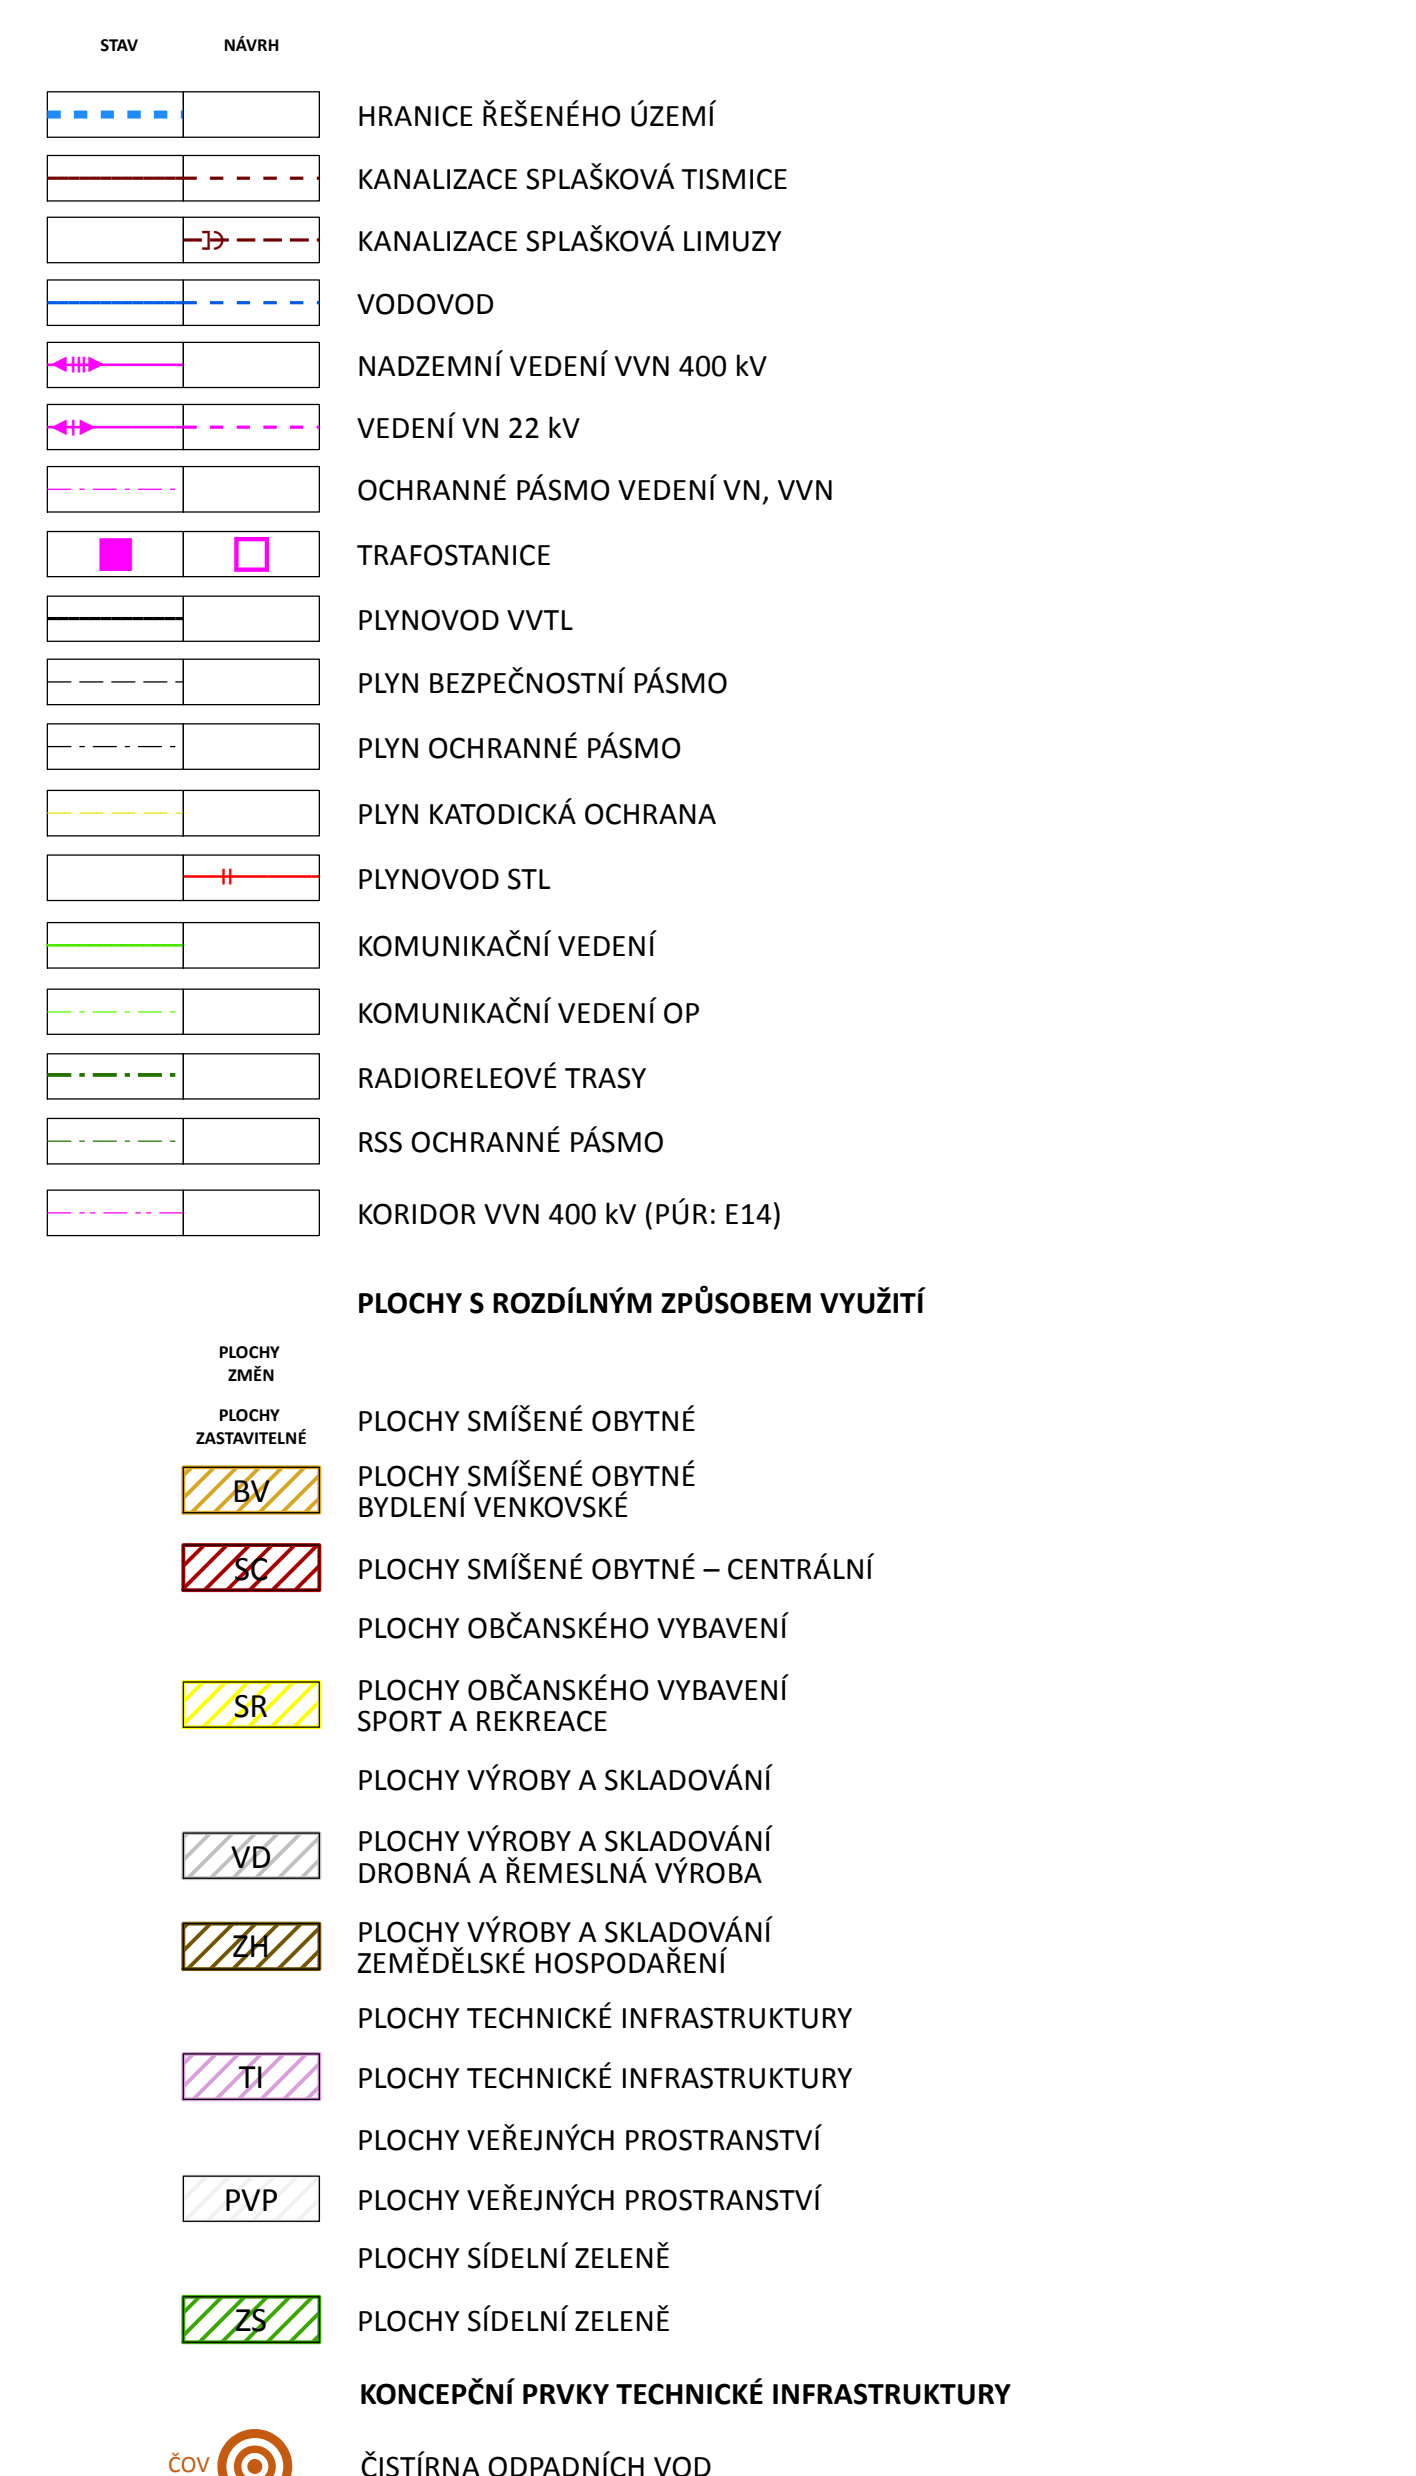 STAV NÁVRH
HRANICE ŘEŠENÉHO ÚZEMÍ
KANALIZACE SPLAŠKOVÁ TISMICE
KANALIZACE SPLAŠKOVÁ LIMUZY
VODOVOD
NADZEMNÍ VEDENÍ VVN 400 kV
VEDENÍ VN 22 kV
OCHRANNÉ PÁSMO VEDENÍ VN, VVN
TRAFOSTANICE
PLYNOVOD VVTL
PLYN BEZPEČNOSTNÍ PÁSMO
PLYN OCHRANNÉ PÁSMO
PLYN KATODICKÁ OCHRANA
PLYNOVOD STL
KOMUNIKAČNÍ VEDENÍ
KOMUNIKAČNÍ VEDENÍ OP
RADIORELEOVÉ TRASY
RSS OCHRANNÉ PÁSMO
KORIDOR VVN 400 kV (PÚR: E14)
PLOCHY S ROZDÍLNÝM ZPŮSOBEM VYUŽITÍ
PLOCHY
ZMĚN
PLOCHY
ZASTAVITELNÉ
PLOCHY SMÍŠENÉ OBYTNÉ
BV
PLOCHY SMÍŠENÉ OBYTNÉ
BYDLENÍ VENKOVSKÉ
SC PLOCHY SMÍŠENÉ OBYTNÉ – CENTRÁLNÍ
PLOCHY OBČANSKÉHO VYBAVENÍ
SR
PLOCHY OBČANSKÉHO VYBAVENÍ
SPORT A REKREACE
PLOCHY VÝROBY A SKLADOVÁNÍ
VD
PLOCHY VÝROBY A SKLADOVÁNÍ
DROBNÁ A ŘEMESLNÁ VÝROBA
ZH
PLOCHY VÝROBY A SKLADOVÁNÍ
ZEMĚDĚLSKÉ HOSPODAŘENÍ
PLOCHY TECHNICKÉ INFRASTRUKTURY
TI PLOCHY TECHNICKÉ INFRASTRUKTURY
PLOCHY VEŘEJNÝCH PROSTRANSTVÍ
PVP PLOCHY VEŘEJNÝCH PROSTRANSTVÍ
PLOCHY SÍDELNÍ ZELENĚ
ZS PLOCHY SÍDELNÍ ZELENĚ
KONCEPČNÍ PRVKY TECHNICKÉ INFRASTRUKTURY
ČOV ČISTÍRNA ODPADNÍCH VOD